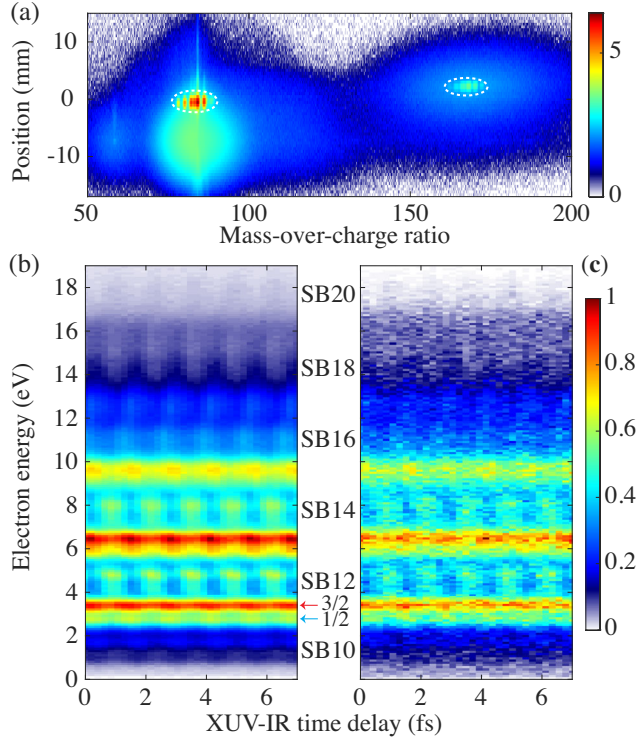 (a)
10
0
-10
Position (mm)
50
100
150
200
Mass-over-charge ratio
6
4
2
0
(b)
(c)
18
16
14
12
10
8
6
4
2
0
Electron energy (eV)
0
2
4
6
SB20
SB18
SB16
SB14
SB12
← 3/2
← 1/2
SB10
0
2
4
6
1
0.8
0.6
0.4
0.2
0
XUV-IR time delay (fs)